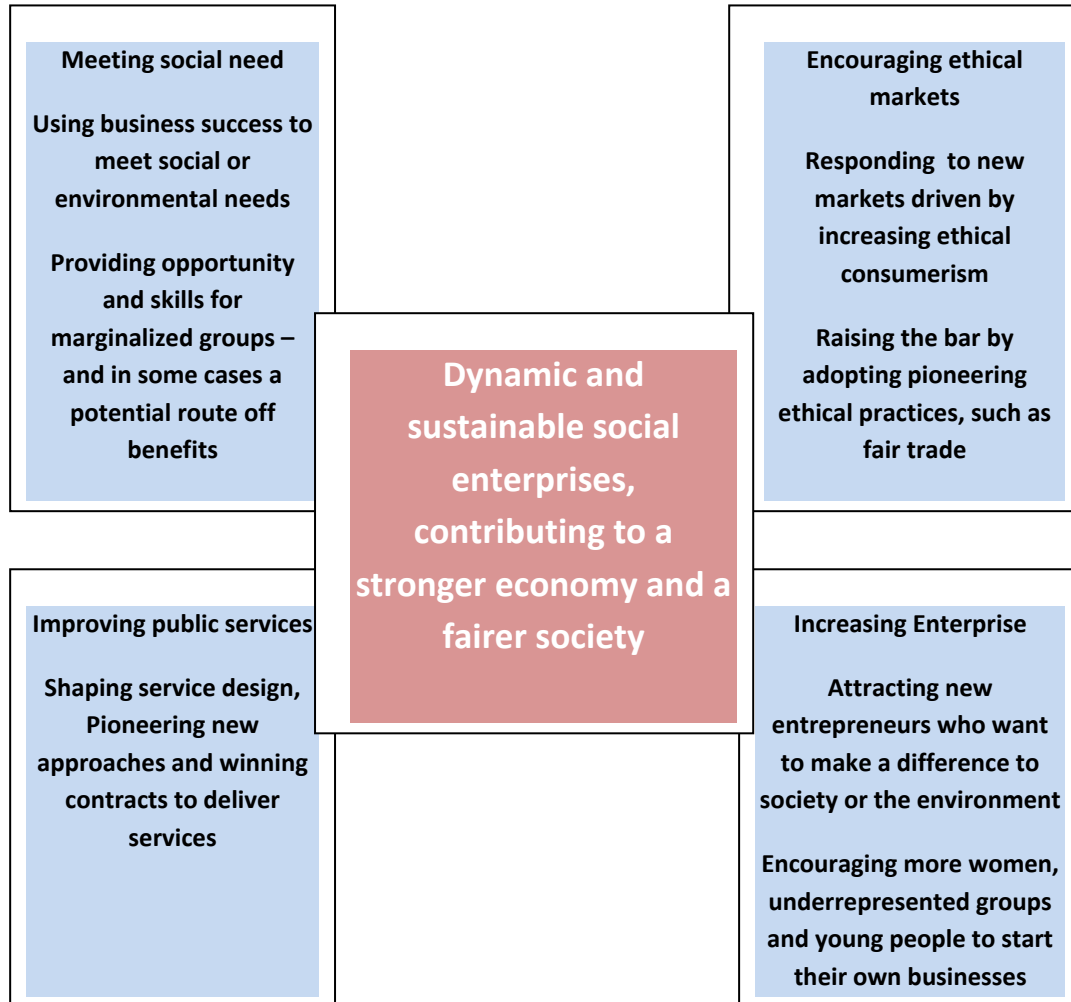 Meeting social need
Using business success to
meet social or
environmental needs
Providing opportunity
and skills for
marginalized groups –
and in some cases a
potential route off
benefits
Encouraging ethical
markets
Responding to new
markets driven by
increasing ethical
consumerism
Raising the bar by
adopting pioneering
ethical practices, such as
fair trade
Dynamic and
sustainable social
enterprises,
contributing to a
stronger economy and a
fairer society
Improving public services
Shaping service design,
Pioneering new
approaches and winning
contracts to deliver
services
Increasing Enterprise
Attracting new
entrepreneurs who want
to make a difference to
society or the environment
Encouraging more women,
underrepresented groups
and young people to start
their own businesses